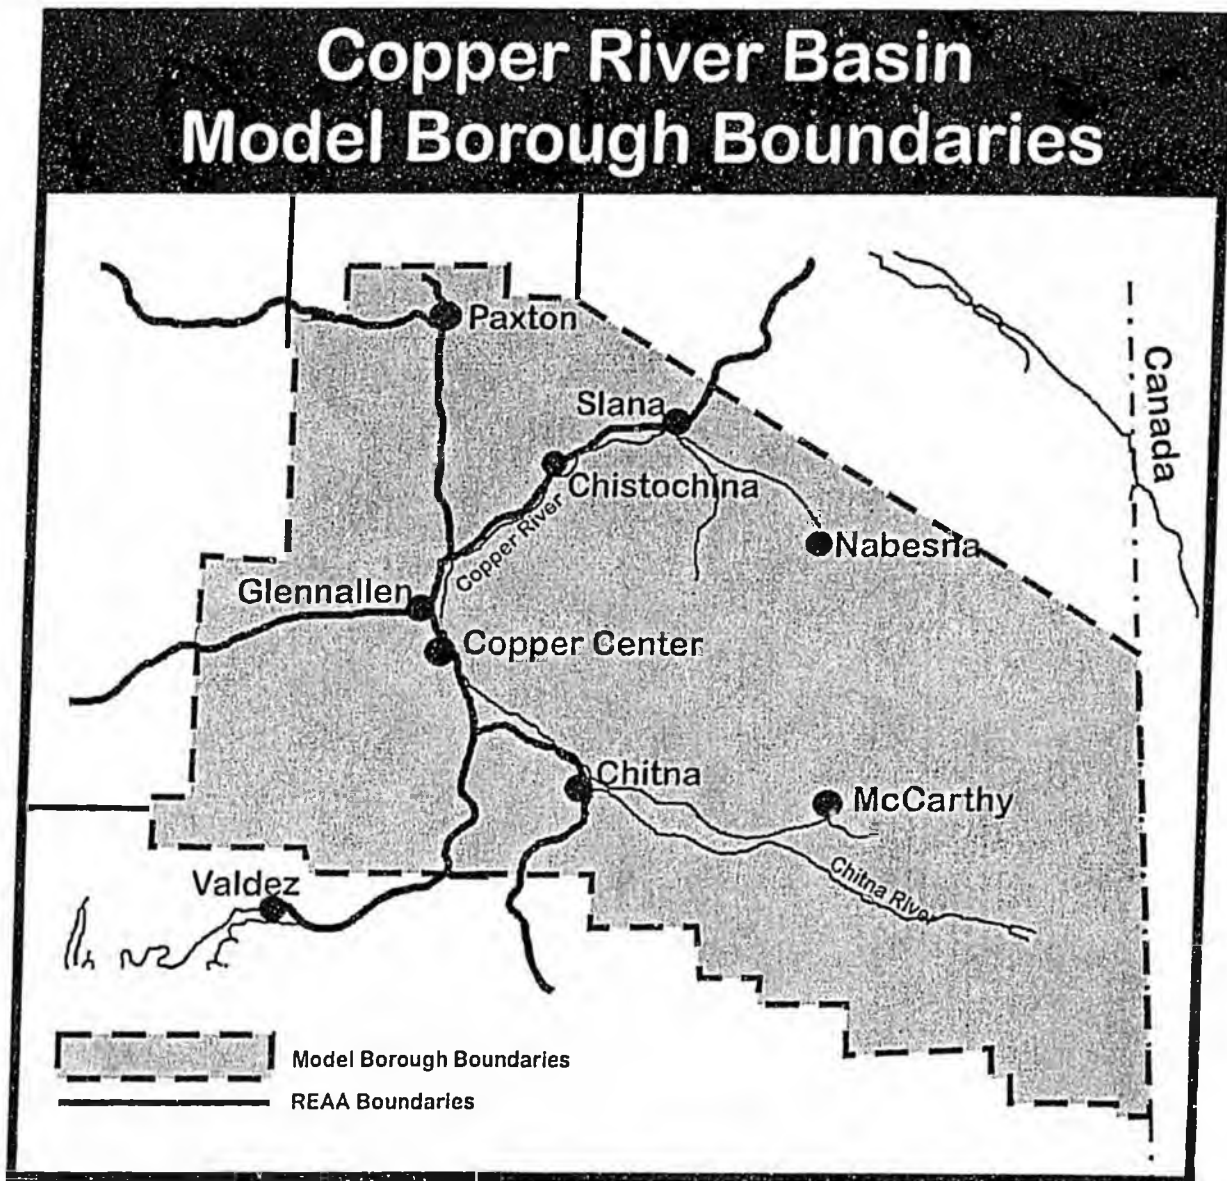 Copper River Basin
Model Borough Boundaries
Paxton
Canada
Slana
Chistochina
Copper River
Nabesna
Glennallen
Copper Center
Chitna
McCarthy
Chitna River
Valdez
Model Borough Boundaries
REAA Boundaries